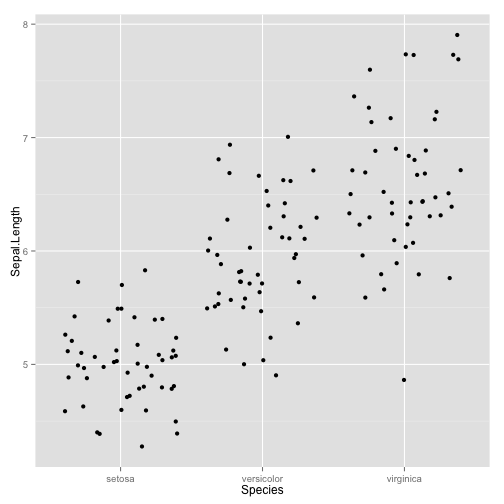 8
7
6
5
Sepal.Length
setosa
versicolor
virginica
Species